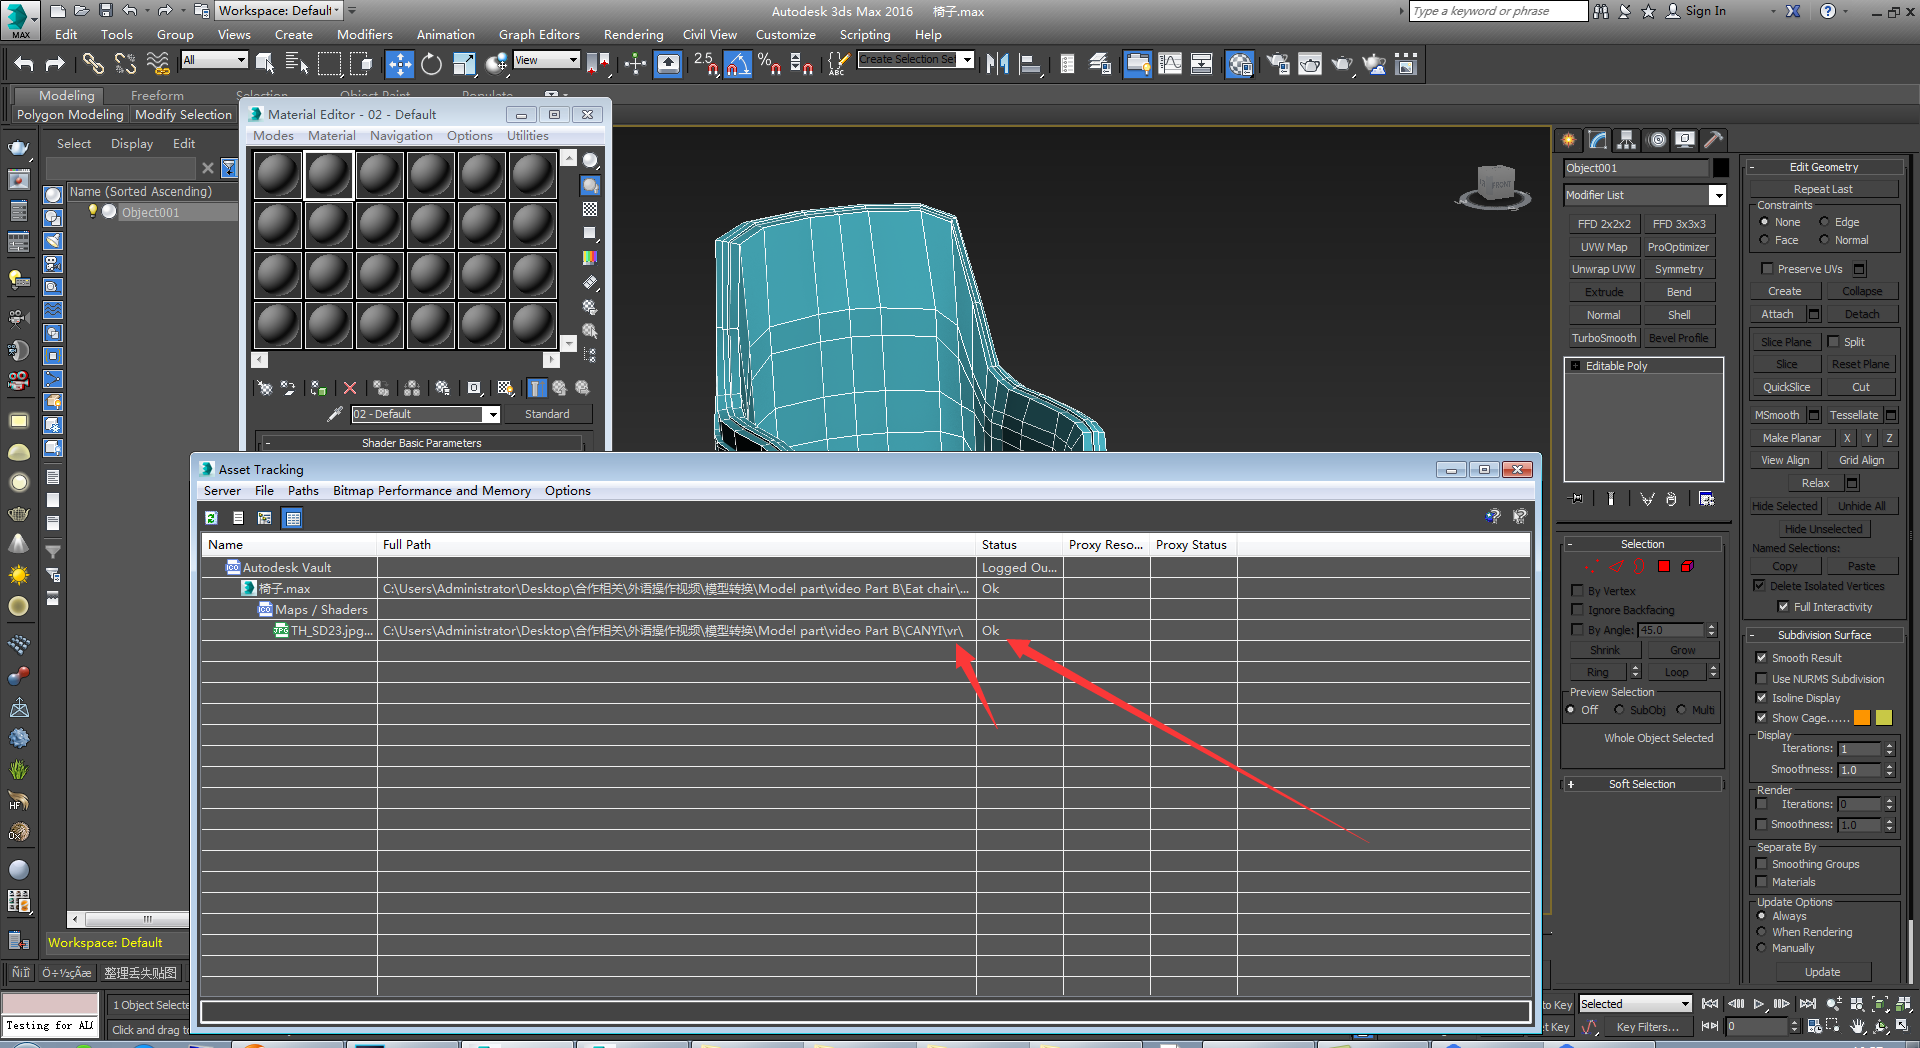 Workspace: Default
Autodesk 3ds Max 2016 椅子.max
Type a keyword or phrase
Sign In
MAX
Edit Tools Group Views Create Modifiers Animation Graph Editors Rendering Civil View Customize Scripting Help
All
View
2.5
Create Selection Se
Modeling Freeform Selection Object Paint Populate
Polygon Modeling Modify Selection
Select Display Edit
Name (Sorted Ascending)
Object001
Material Editor - 02 - Default
Modes Material Navigation Options Utilities
02 - Default
Standard
Shader Basic Parameters
FRONT
Asset Tracking
Server File Paths Bitmap Performance and Memory Options
Name Full Path Status Proxy Reso... Proxy Status
Autodesk Vault Logged Ou...
椅子.max C:\Users\Administrator\Desktop\合作相关\外语操作视频\模型转换\Model part\video Part B\Eat chair\... Ok
Maps / Shaders
TH_SD23.jpg... C:\Users\Administrator\Desktop\合作相关\外语操作视频\模型转换\Model part\video Part B\CANYI\vr\ Ok
Object001
Modifier List
FFD 2x2x2 FFD 3x3x3
UVW Map ProOptimizer
Unwrap UVW Symmetry
Extrude Bend
Normal Shell
TurboSmooth Bevel Profile
Editable Poly
Selection
By Vertex
Ignore Backfacing
By Angle: 45.0
Shrink Grow
Ring Loop
Preview Selection
Off SubObj Multi
Whole Object Selected
Soft Selection
Edit Geometry
Repeat Last
Constraints
None Edge
Face Normal
Preserve UVs
Create Collapse
Attach Detach
Slice Plane Split
Slice Reset Plane
QuickSlice Cut
MSmooth Tessellate
Make Planar X Y Z
View Align Grid Align
Relax
Hide Selected Unhide All
Hide Unselected
Named Selections:
Copy Paste
Delete Isolated Vertices
Full Interactivity
Subdivision Surface
Smooth Result
Use NURMS Subdivision
Isoline Display
Show Cage......
Display
Iterations: 1
Smoothness: 1.0
Render
Iterations: 0
Smoothness: 1.0
Separate By
Smoothing Groups
Materials
Update Options
Always
When Rendering
Manually
Update
Workspace: Default
整理丢失贴图
1 Object Selecte
Testing for ALL
Click and drag to
to Key Selected
et Key Key Filters...
0